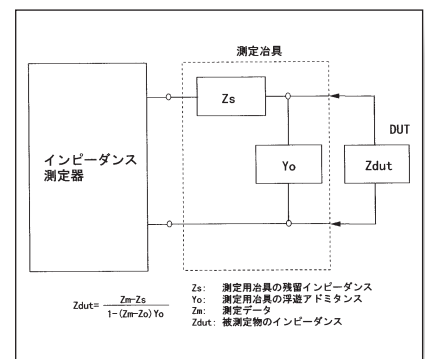 測定冶具
Zs
DUT
インピーダンス
測定器
Yo
Zdut
Zdut= Zm-Zs / 1-(Zm-Zo)Yo
Zs: 測定用冶具の残留インピーダンス
Yo: 測定用冶具の浮遊アドミタンス
Zm: 測定データ
Zdut: 被測定物のインピーダンス